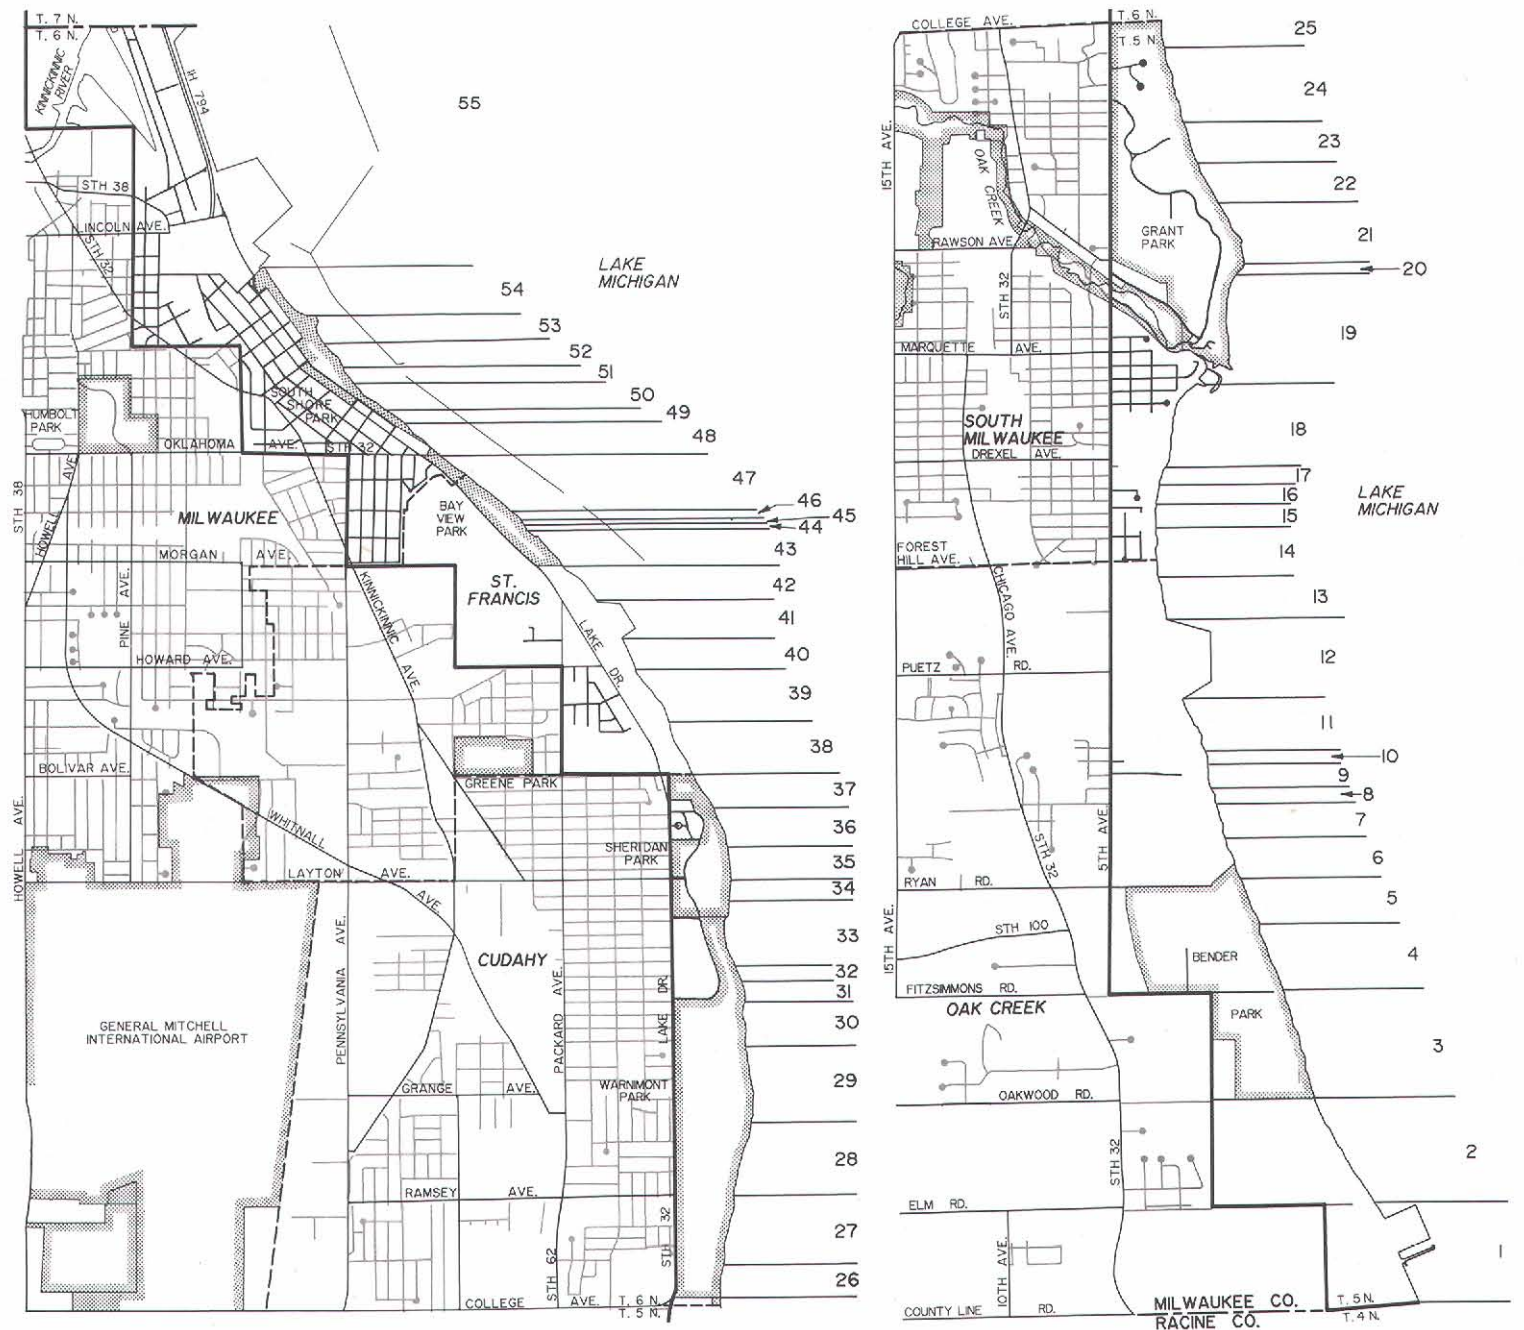 T. 7 N.
T. 6 N.
KINNICKINNIC
RIVER
IH 794
55
STH 38
LINCOLN AVE.
STH 32
LAKE
MICHIGAN
54
53
52
51
50
49
48
SOUTH
SHORE
PARK
HUMBOLT
PARK
OKLAHOMA AVE.
STH 32
47
46
45
44
43
42
41
40
39
38
STH 38
HOWELL AVE.
MILWAUKEE
BAY
VIEW
PARK
MORGAN AVE.
PINE AVE.
KINNICKINNIC AVE.
ST.
FRANCIS
LAKE DR.
HOWARD AVE.
BOLIVAR AVE.
GREENE PARK
37
36
35
34
33
32
31
30
29
28
27
26
HOWELL AVE.
WHITNALL AVE.
SHERIDAN
PARK
LAYTON AVE.
PENNSYLVANIA AVE.
CUDAHY
PACKARD AVE.
LAKE DR.
GENERAL MITCHELL
INTERNATIONAL AIRPORT
GRANGE AVE.
WARNIMONT
PARK
RAMSEY AVE.
STH 62
STH 32
COLLEGE AVE.
T. 6 N.
T. 5 N.
COLLEGE AVE.
T. 6 N.
T. 5 N.
25
24
23
22
21
20
19
15TH AVE.
OAK
CREEK
GRANT
PARK
RAWSON AVE.
STH 32
MARQUETTE AVE.
SOUTH
MILWAUKEE
DREXEL AVE.
18
17
16
15
14
13
12
11
10
9
8
7
6
5
4
3
2
1
LAKE
MICHIGAN
FOREST
HILL AVE.
CHICAGO AVE.
PUETZ RD.
STH 32
5TH AVE
RYAN RD.
15TH AVE.
STH 100
BENDER
PARK
FITZSIMMONS RD.
OAK CREEK
OAKWOOD RD.
STH 32
ELM RD.
10TH AVE.
COUNTY LINE RD.
MILWAUKEE CO.
RACINE CO.
T. 5 N.
T. 4 N.